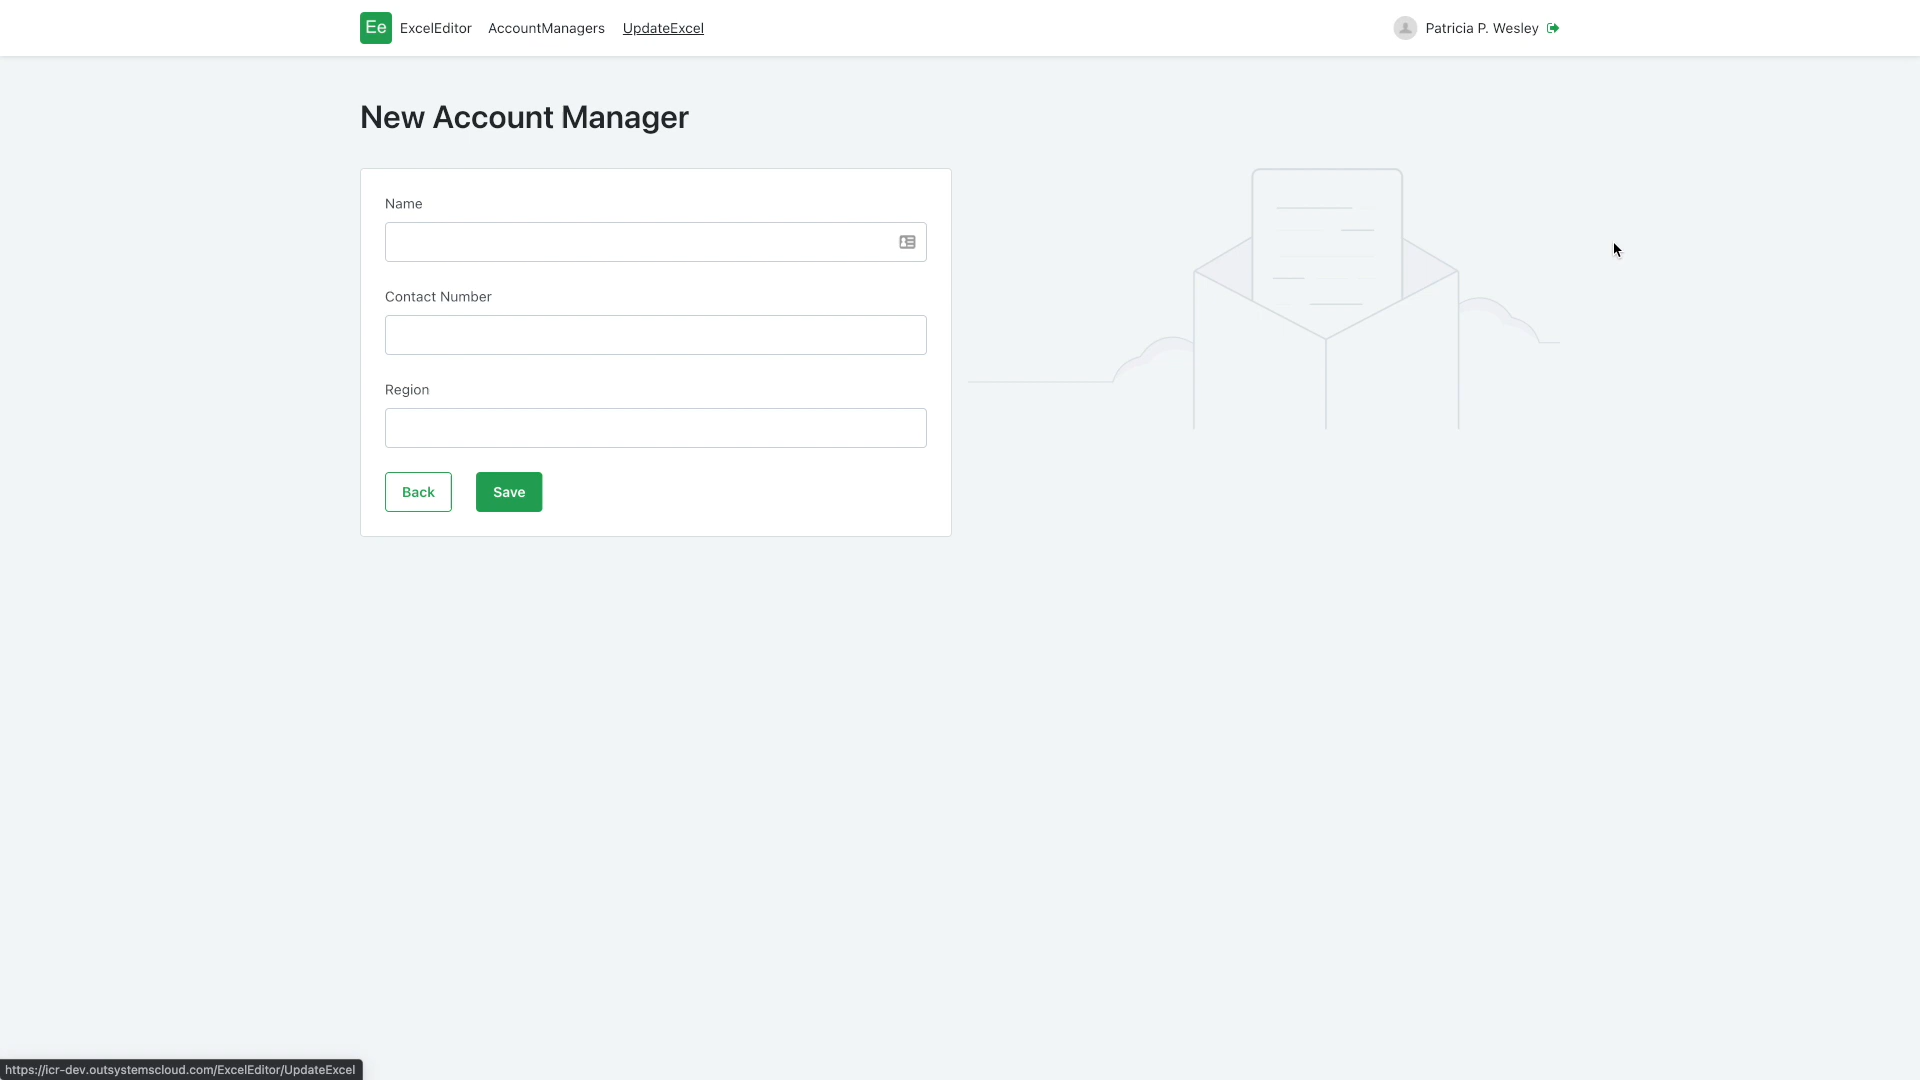 Ee ExcelEditor AccountManagers UpdateExcel Patricia P. Wesley
New Account Manager
Name
Contact Number
Region
Back Save
https://icr-dev.outsystemscloud.com/ExcelEditor/UpdateExcel